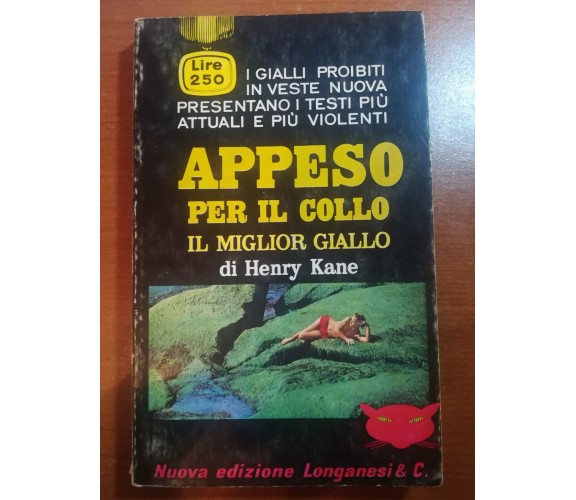 Lire
250
I GIALLI PROIBITI
IN VESTE NUOVA
PRESENTANO I TESTI PIÙ
ATTUALI E PIÙ VIOLENTI
APPESO
PER IL COLLO
IL MIGLIOR GIALLO
di Henry Kane
Nuova edizione Longanesi & C.